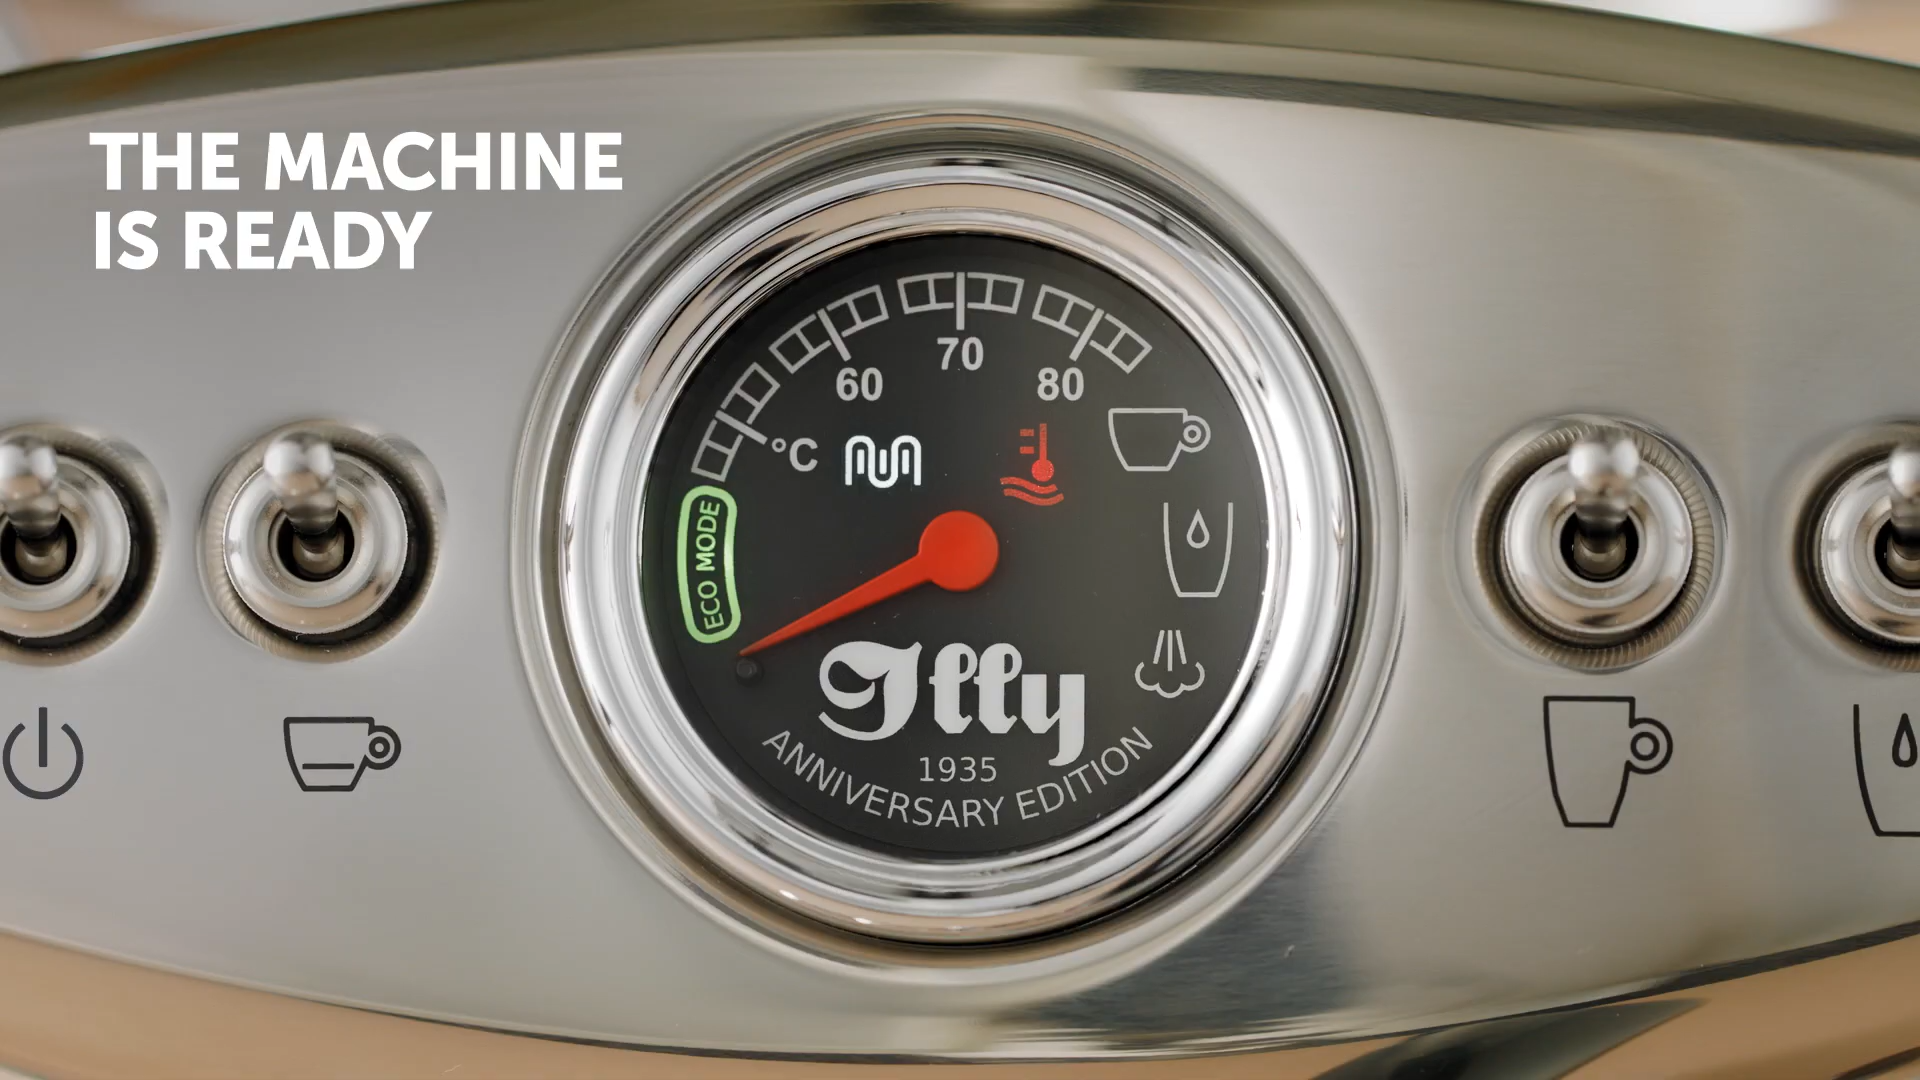 THE MACHINE
IS READY
60
70
80
°C
ECO MODE
Illy
1935
ANNIVERSARY EDITION